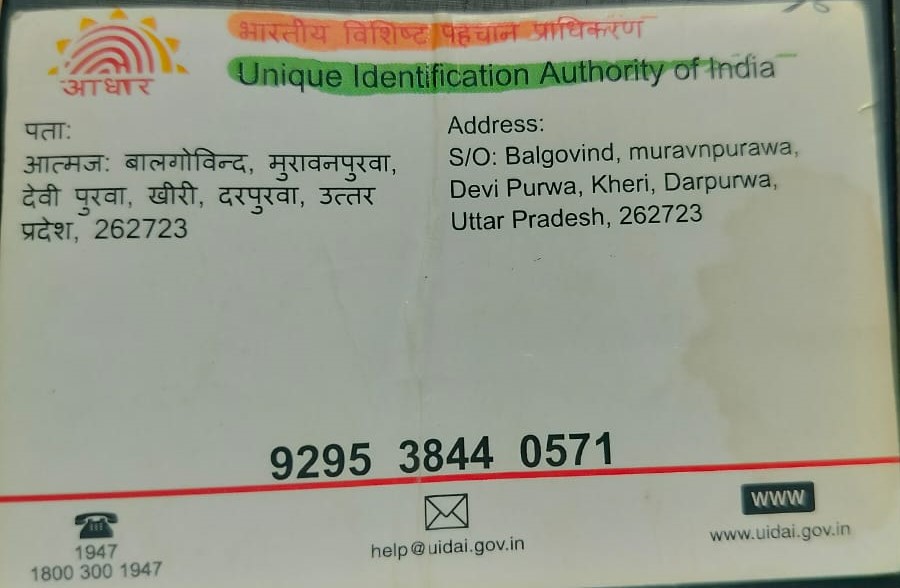 भारतीय विशिष्ट पहचान प्राधिकरण
Unique Identification Authority of India
आधार
पता:
आत्मज: बालगोविन्द, मुरावनपुरवा,
देवी पुरवा, खीरी, दरपुरवा, उत्तर
प्रदेश, 262723
Address:
S/O: Balgovind, muravnpurawa,
Devi Purwa, Kheri, Darpurwa,
Uttar Pradesh, 262723
9295 3844 0571
1947
1800 300 1947
help@uidai.gov.in
www
www.uidai.gov.in